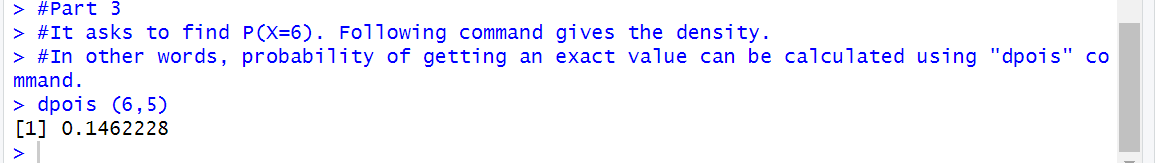 > #Part 3
> #It asks to find P(X=6). Following command gives the density.
> #In other words, probability of getting an exact value can be calculated using "dpois" co
mmand.
> dpois (6,5)
[1] 0.1462228
>